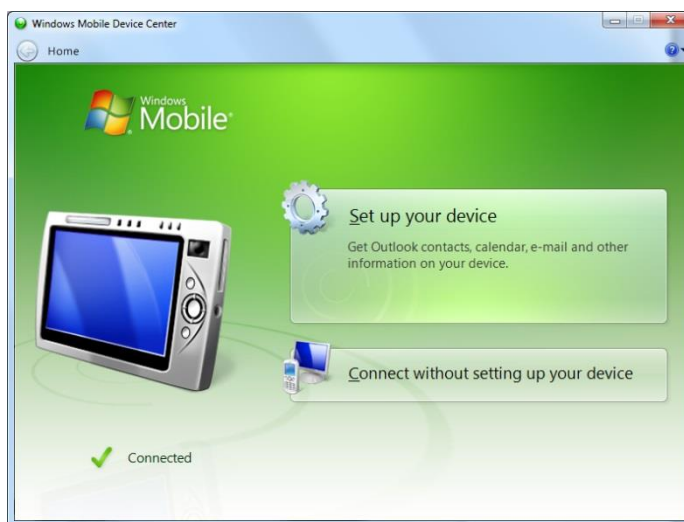 Windows Mobile Device Center
Home
Windows
Mobile
Set up your device
Get Outlook contacts, calendar, e-mail and other
information on your device.
Connect without setting up your device
Connected